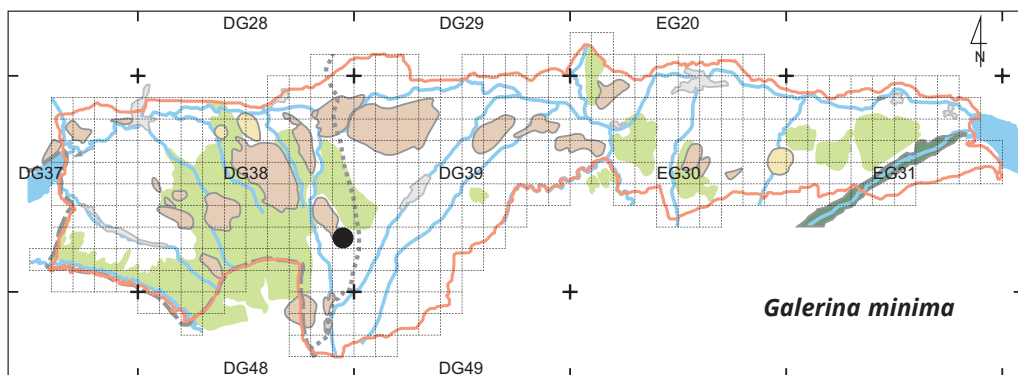 DG28 DG29 EG20
N
DG37 DG38 DG39 EG30 EG31
Galerina minima
DG48 DG49